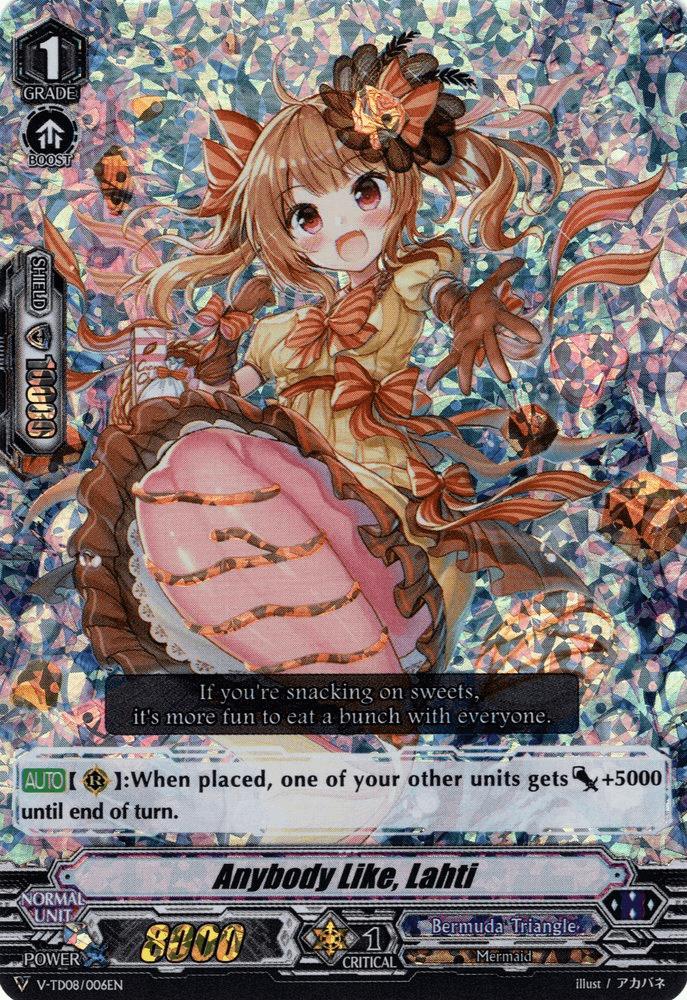 1
GRADE
BOOST
SHIELD
10000
If you're snacking on sweets,
it's more fun to eat a bunch with everyone.
AUTO【 R 】:When placed, one of your other units gets +5000
until end of turn.
Anybody Like, Lahti
NORMAL
UNIT
POWER 8000 1 CRITICAL
Bermuda Triangle
Mermaid
V-TD08/006EN
illust / アカバネ